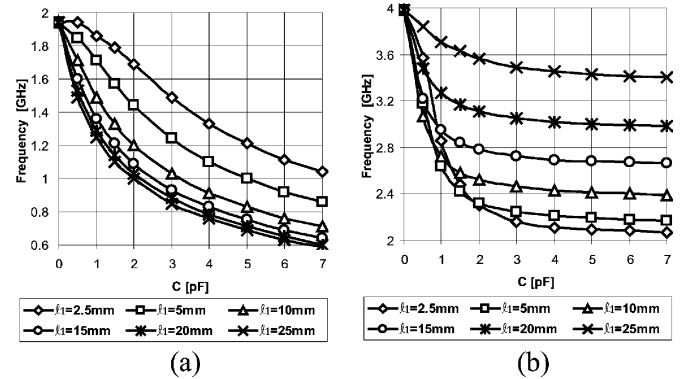 2
1.8
1.6
1.4
1.2
1
0.8
0.6
Frequency [GHz]
0 1 2 3 4 5 6 7
C [pF]
ℓ1=2.5mm ℓ1=5mm ℓ1=10mm
ℓ1=15mm ℓ1=20mm ℓ1=25mm
(a)
4
3.6
3.2
2.8
2.4
2
Frequency [GHz]
0 1 2 3 4 5 6 7
C [pF]
ℓ1=2.5mm ℓ1=5mm ℓ1=10mm
ℓ1=15mm ℓ1=20mm ℓ1=25mm
(b)